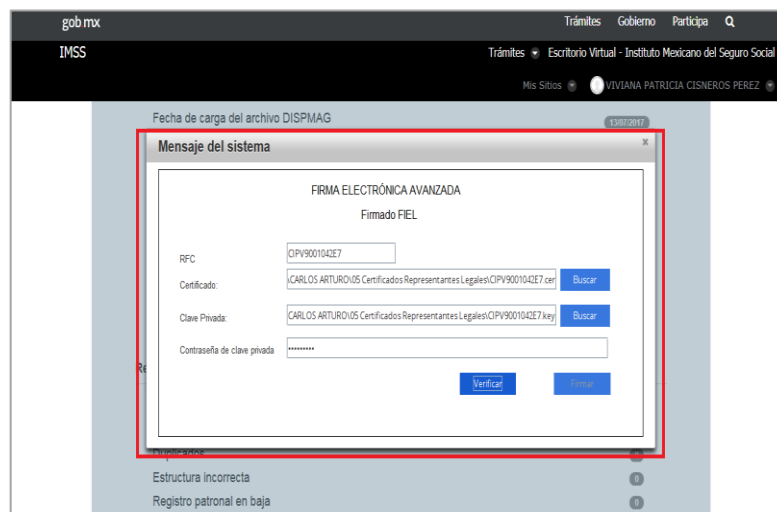 gob mx Trámites Gobierno Participa
IMSS Trámites Escritorio Virtual - Instituto Mexicano del Seguro Social
Mis Sitios VIVIANA PATRICIA CISNEROS PEREZ
Fecha de carga del archivo DISPMAG 13/07/2017
Mensaje del sistema x
FIRMA ELECTRÓNICA AVANZADA
Firmado FIEL
RFC CIPV9001042E7
Certificado: \CARLOS ARTURO\05 Certificados Representantes Legales\CIPV9001042E7.cer Buscar
Clave Privada: CARLOS ARTURO\05 Certificados Representantes Legales\CIPV9001042E7.key Buscar
Contraseña de clave privada •••••••••
Re
Verificar Firmar
Duplicados
Estructura incorrecta 0
Registro patronal en baja 0